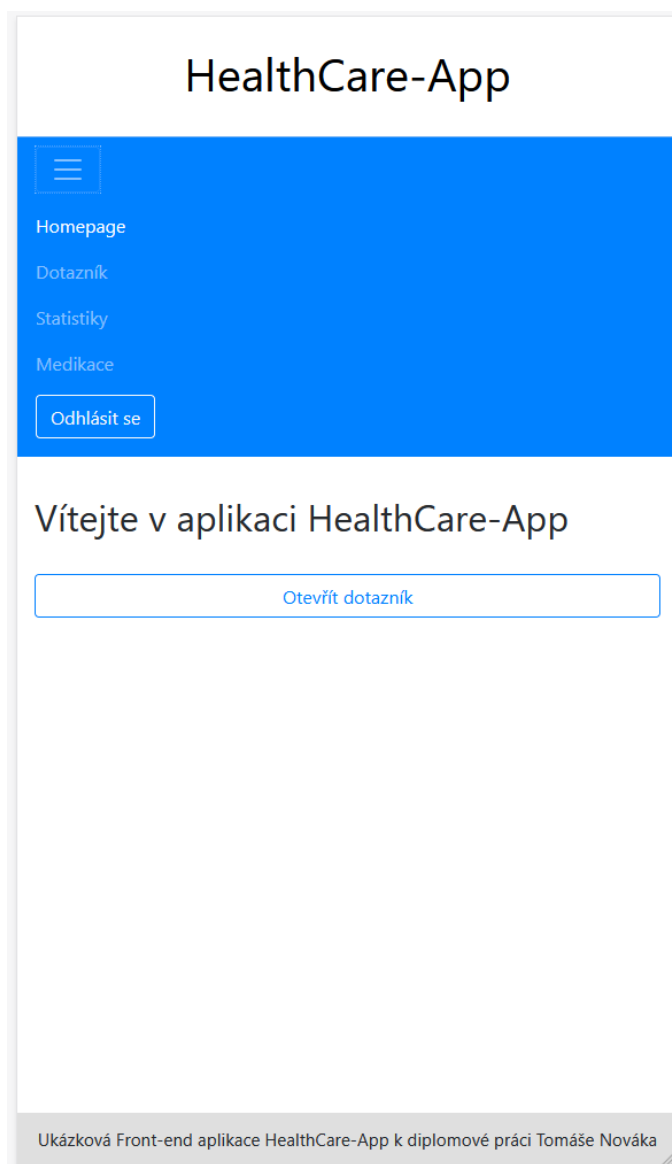 HealthCare-App
Homepage
Dotazník
Statistiky
Medikace
Odhlásit se
Vítejte v aplikaci HealthCare-App
Otevřít dotazník
Ukázková Front-end aplikace HealthCare-App k diplomové práci Tomáše Nováka